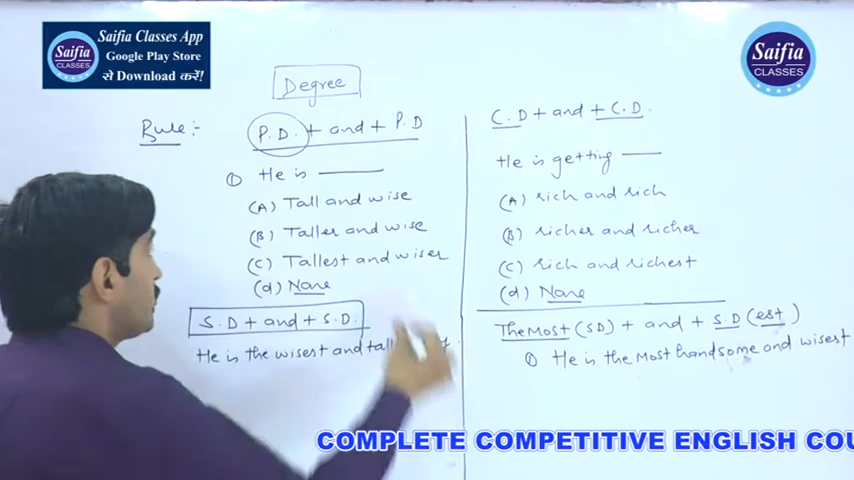 Saifia Classes App
Google Play Store
से Download करें!
Saifia
CLASSES
Saifia
CLASSES
Degree
Rule :-
P.D. + and + P.D
① He is
(A) Tall and wise
(B) Taller and wise
(C) Tallest and wiser
(d) None
S.D + and + S.D.
He is the wisest and
C.D + and + C.D.
He is getting
(A) rich and rich
(B) richer and richer
(C) rich and richest
(d) None
The Most (SD) + and + S.D (est)
① He is the most handsome and wisest
COMPLETE COMPETITIVE ENGLISH COU